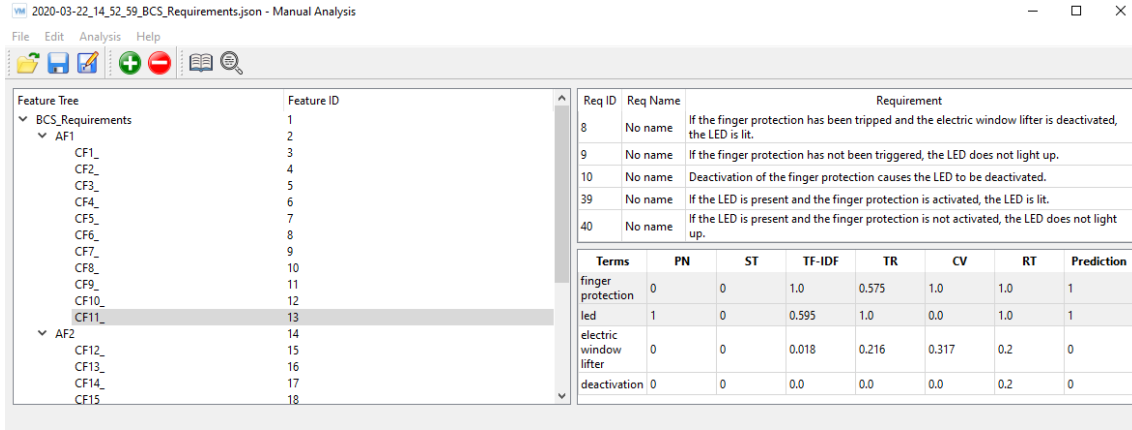 VM 2020-03-22_14_52_59_BCS_Requirements.json - Manual Analysis
File Edit Analysis Help
Feature Tree Feature ID
BCS_Requirements 1
AF1 2
CF1_ 3
CF2_ 4
CF3_ 5
CF4_ 6
CF5_ 7
CF6_ 8
CF7_ 9
CF8_ 10
CF9_ 11
CF10_ 12
CF11_ 13
AF2 14
CF12_ 15
CF13_ 16
CF14_ 17
CF15 18
Req ID Req Name Requirement
8 No name If the finger protection has been tripped and the electric window lifter is deactivated,
the LED is lit.
9 No name If the finger protection has not been triggered, the LED does not light up.
10 No name Deactivation of the finger protection causes the LED to be deactivated.
39 No name If the LED is present and the finger protection is activated, the LED is lit.
40 No name If the LED is present and the finger protection is not activated, the LED does not light
up.
Terms PN ST TF-IDF TR CV RT Prediction
finger
protection 0 0 1.0 0.575 1.0 1.0 1
led 1 0 0.595 1.0 0.0 1.0 1
electric
window 0 0 0.018 0.216 0.317 0.2 0
lifter
deactivation 0 0 0.0 0.0 0.0 0.2 0